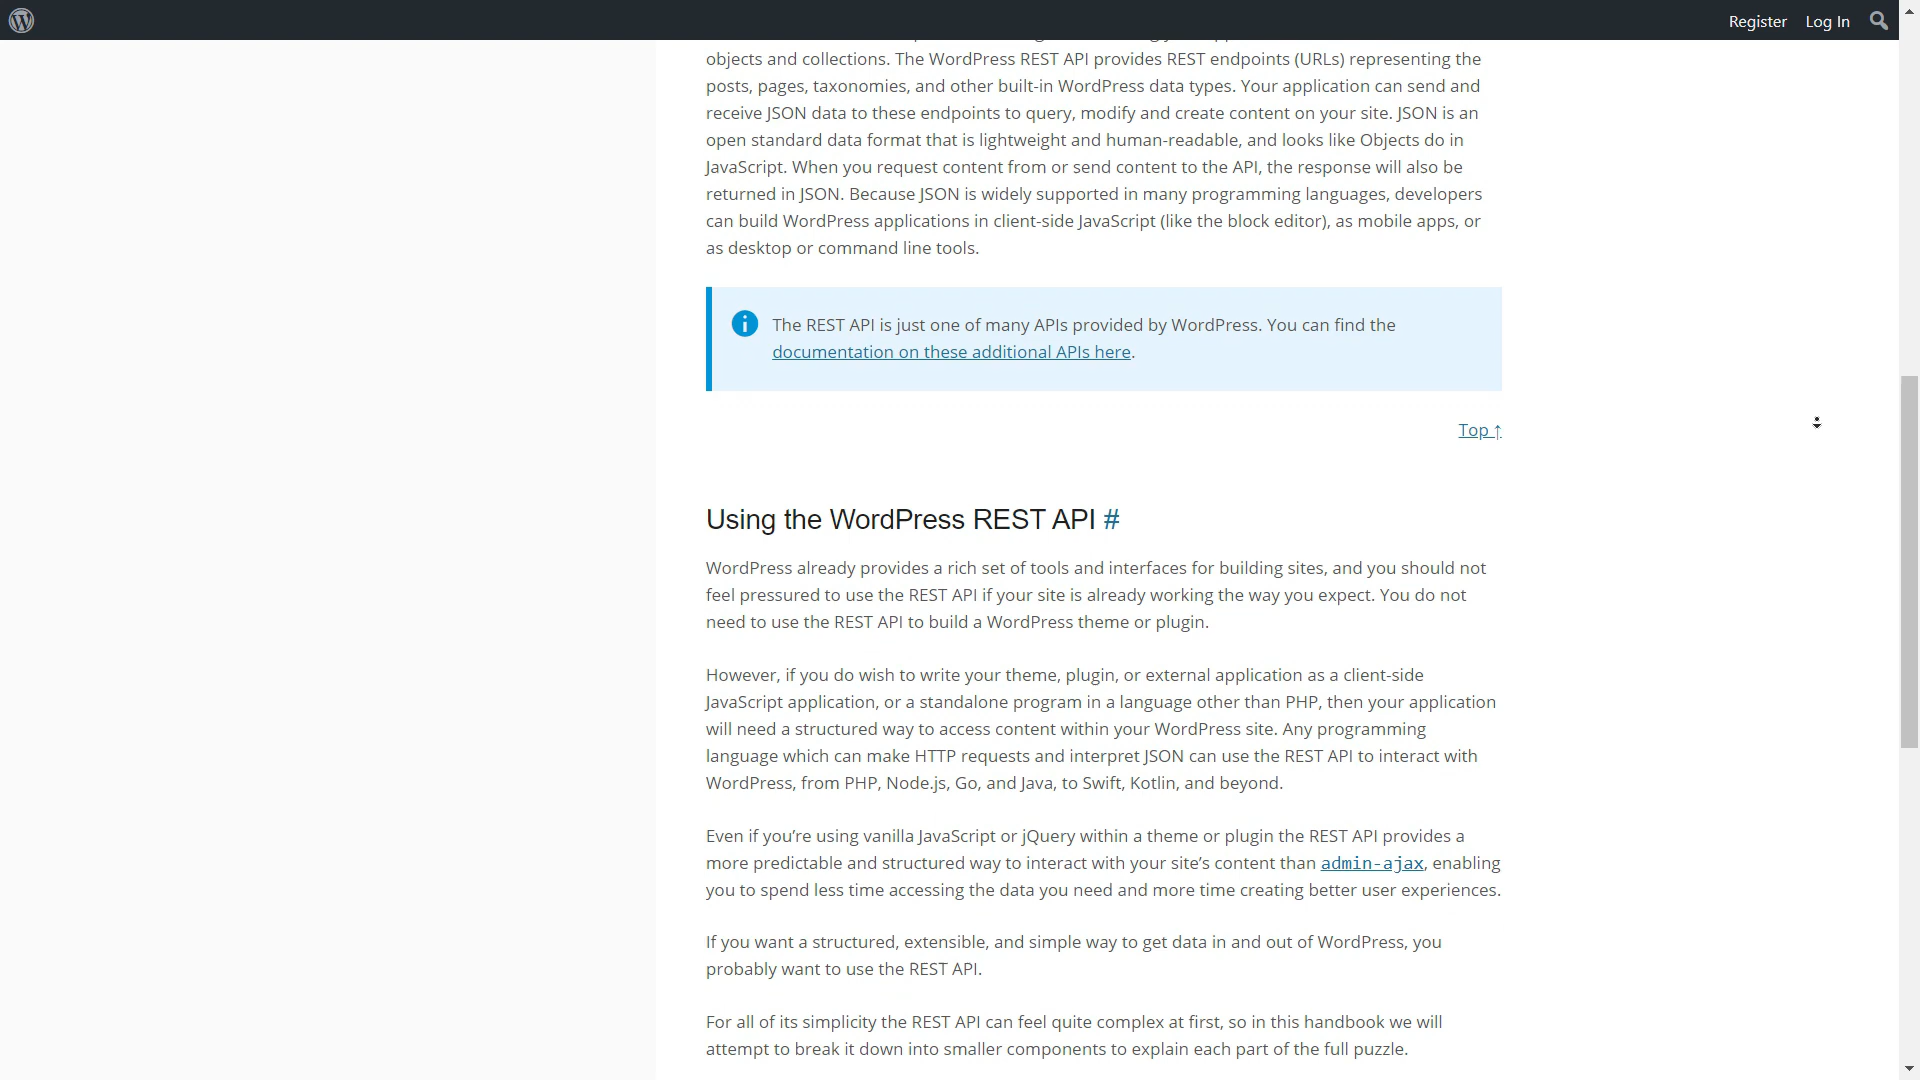 Register Log In
objects and collections. The WordPress REST API provides REST endpoints (URLs) representing the
posts, pages, taxonomies, and other built-in WordPress data types. Your application can send and
receive JSON data to these endpoints to query, modify and create content on your site. JSON is an
open standard data format that is lightweight and human-readable, and looks like Objects do in
JavaScript. When you request content from or send content to the API, the response will also be
returned in JSON. Because JSON is widely supported in many programming languages, developers
can build WordPress applications in client-side JavaScript (like the block editor), as mobile apps, or
as desktop or command line tools.
The REST API is just one of many APIs provided by WordPress. You can find the
documentation on these additional APIs here.
Top ↑
Using the WordPress REST API #
WordPress already provides a rich set of tools and interfaces for building sites, and you should not
feel pressured to use the REST API if your site is already working the way you expect. You do not
need to use the REST API to build a WordPress theme or plugin.
However, if you do wish to write your theme, plugin, or external application as a client-side
JavaScript application, or a standalone program in a language other than PHP, then your application
will need a structured way to access content within your WordPress site. Any programming
language which can make HTTP requests and interpret JSON can use the REST API to interact with
WordPress, from PHP, Node.js, Go, and Java, to Swift, Kotlin, and beyond.
Even if you’re using vanilla JavaScript or jQuery within a theme or plugin the REST API provides a
more predictable and structured way to interact with your site’s content than admin-ajax, enabling
you to spend less time accessing the data you need and more time creating better user experiences.
If you want a structured, extensible, and simple way to get data in and out of WordPress, you
probably want to use the REST API.
For all of its simplicity the REST API can feel quite complex at first, so in this handbook we will
attempt to break it down into smaller components to explain each part of the full puzzle.